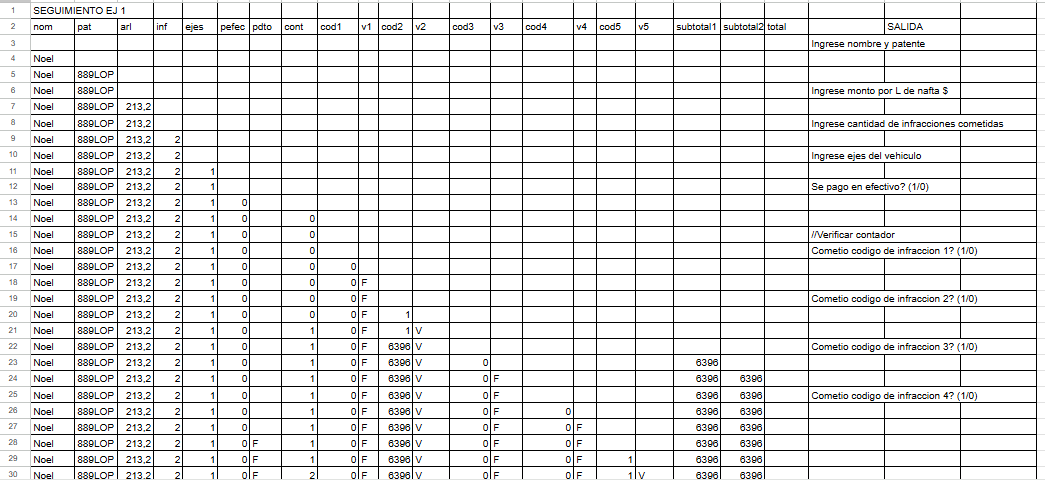 1 SEGUIMIENTO EJ 1
2 nom pat arl inf ejes pefec pdto cont cod1 v1 cod2 v2 cod3 v3 cod4 v4 cod5 v5 subtotal1 subtotal2 total SALIDA
3 Ingrese nombre y patente
4 Noel
5 Noel 889LOP
6 Noel 889LOP Ingrese monto por L de nafta $
7 Noel 889LOP 213,2
8 Noel 889LOP 213,2 Ingrese cantidad de infracciones cometidas
9 Noel 889LOP 213,2 2
10 Noel 889LOP 213,2 2 Ingrese ejes del vehiculo
11 Noel 889LOP 213,2 2 1
12 Noel 889LOP 213,2 2 1 Se pago en efectivo? (1/0)
13 Noel 889LOP 213,2 2 1 0
14 Noel 889LOP 213,2 2 1 0 0
15 Noel 889LOP 213,2 2 1 0 0 //Verificar contador
16 Noel 889LOP 213,2 2 1 0 0 Cometio codigo de infraccion 1? (1/0)
17 Noel 889LOP 213,2 2 1 0 0 0
18 Noel 889LOP 213,2 2 1 0 0 0 F
19 Noel 889LOP 213,2 2 1 0 0 0 F Cometio codigo de infraccion 2? (1/0)
20 Noel 889LOP 213,2 2 1 0 0 0 F 1
21 Noel 889LOP 213,2 2 1 0 1 0 F 1 V
22 Noel 889LOP 213,2 2 1 0 1 0 F 6396 V Cometio codigo de infraccion 3? (1/0)
23 Noel 889LOP 213,2 2 1 0 1 0 F 6396 V 0 6396
24 Noel 889LOP 213,2 2 1 0 1 0 F 6396 V 0 F 6396 6396
25 Noel 889LOP 213,2 2 1 0 1 0 F 6396 V 0 F 6396 6396 Cometio codigo de infraccion 4? (1/0)
26 Noel 889LOP 213,2 2 1 0 1 0 F 6396 V 0 F 0 6396 6396
27 Noel 889LOP 213,2 2 1 0 1 0 F 6396 V 0 F 0 F 6396 6396
28 Noel 889LOP 213,2 2 1 0 F 1 0 F 6396 V 0 F 0 F 6396 6396
29 Noel 889LOP 213,2 2 1 0 F 1 0 F 6396 V 0 F 0 F 1 6396 6396
30 Noel 889LOP 213,2 2 1 0 F 2 0 F 6396 V 0 F 0 F 1 V 6396 6396